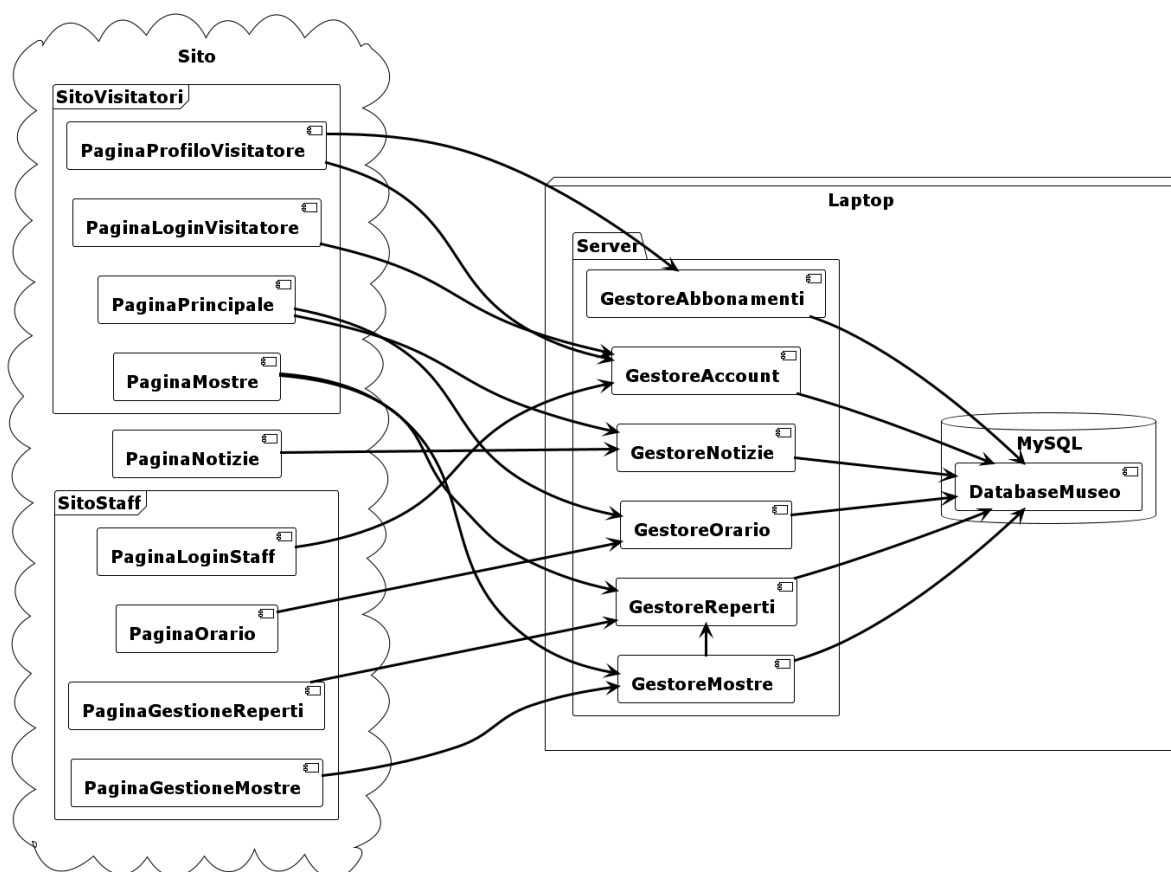 Sito
SitoVisitatori
PaginaProfiloVisitatore
PaginaLoginVisitatore
PaginaPrincipale
PaginaMostre
PaginaNotizie
SitoStaff
PaginaLoginStaff
PaginaOrario
PaginaGestioneReperti
PaginaGestioneMostre
Laptop
Server
GestoreAbbonamenti
GestoreAccount
GestoreNotizie
GestoreOrario
GestoreReperti
GestoreMostre
MySQL
DatabaseMuseo